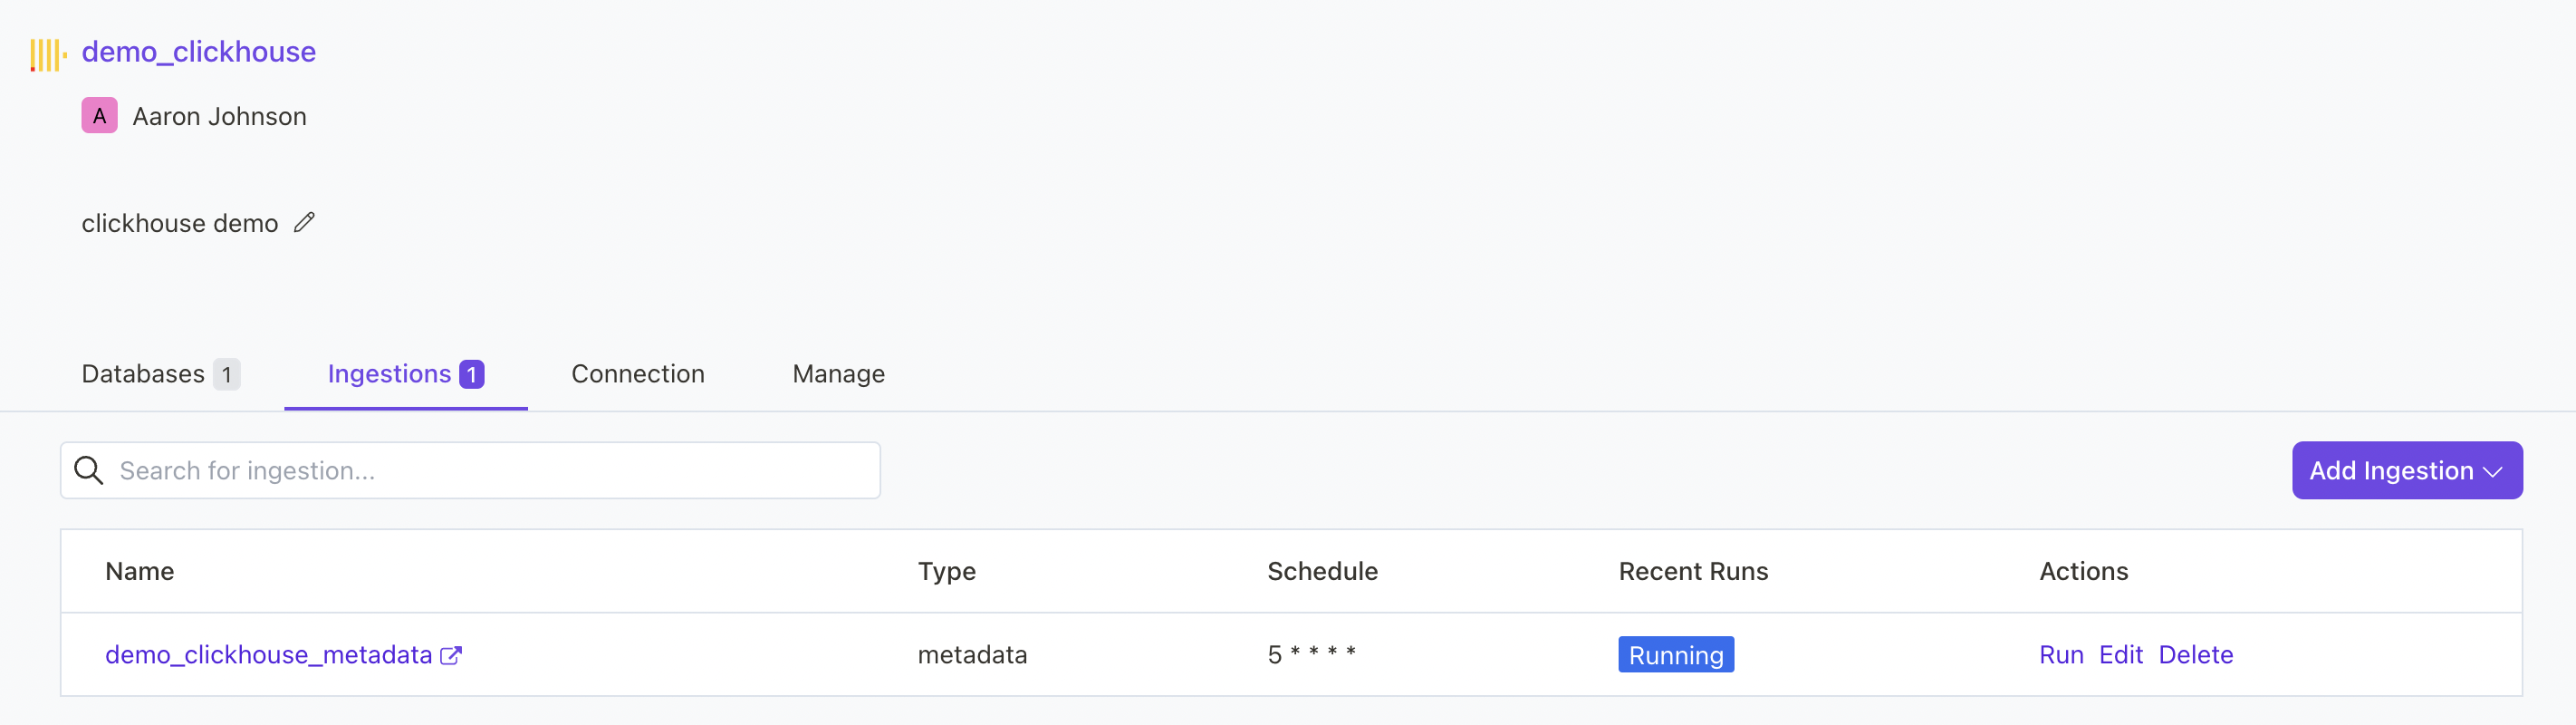 demo_clickhouse
A Aaron Johnson
clickhouse demo
Databases 1 Ingestions 1 Connection Manage
Search for ingestion... Add Ingestion
Name Type Schedule Recent Runs Actions
demo_clickhouse_metadata metadata 5 * * * * Running Run Edit Delete